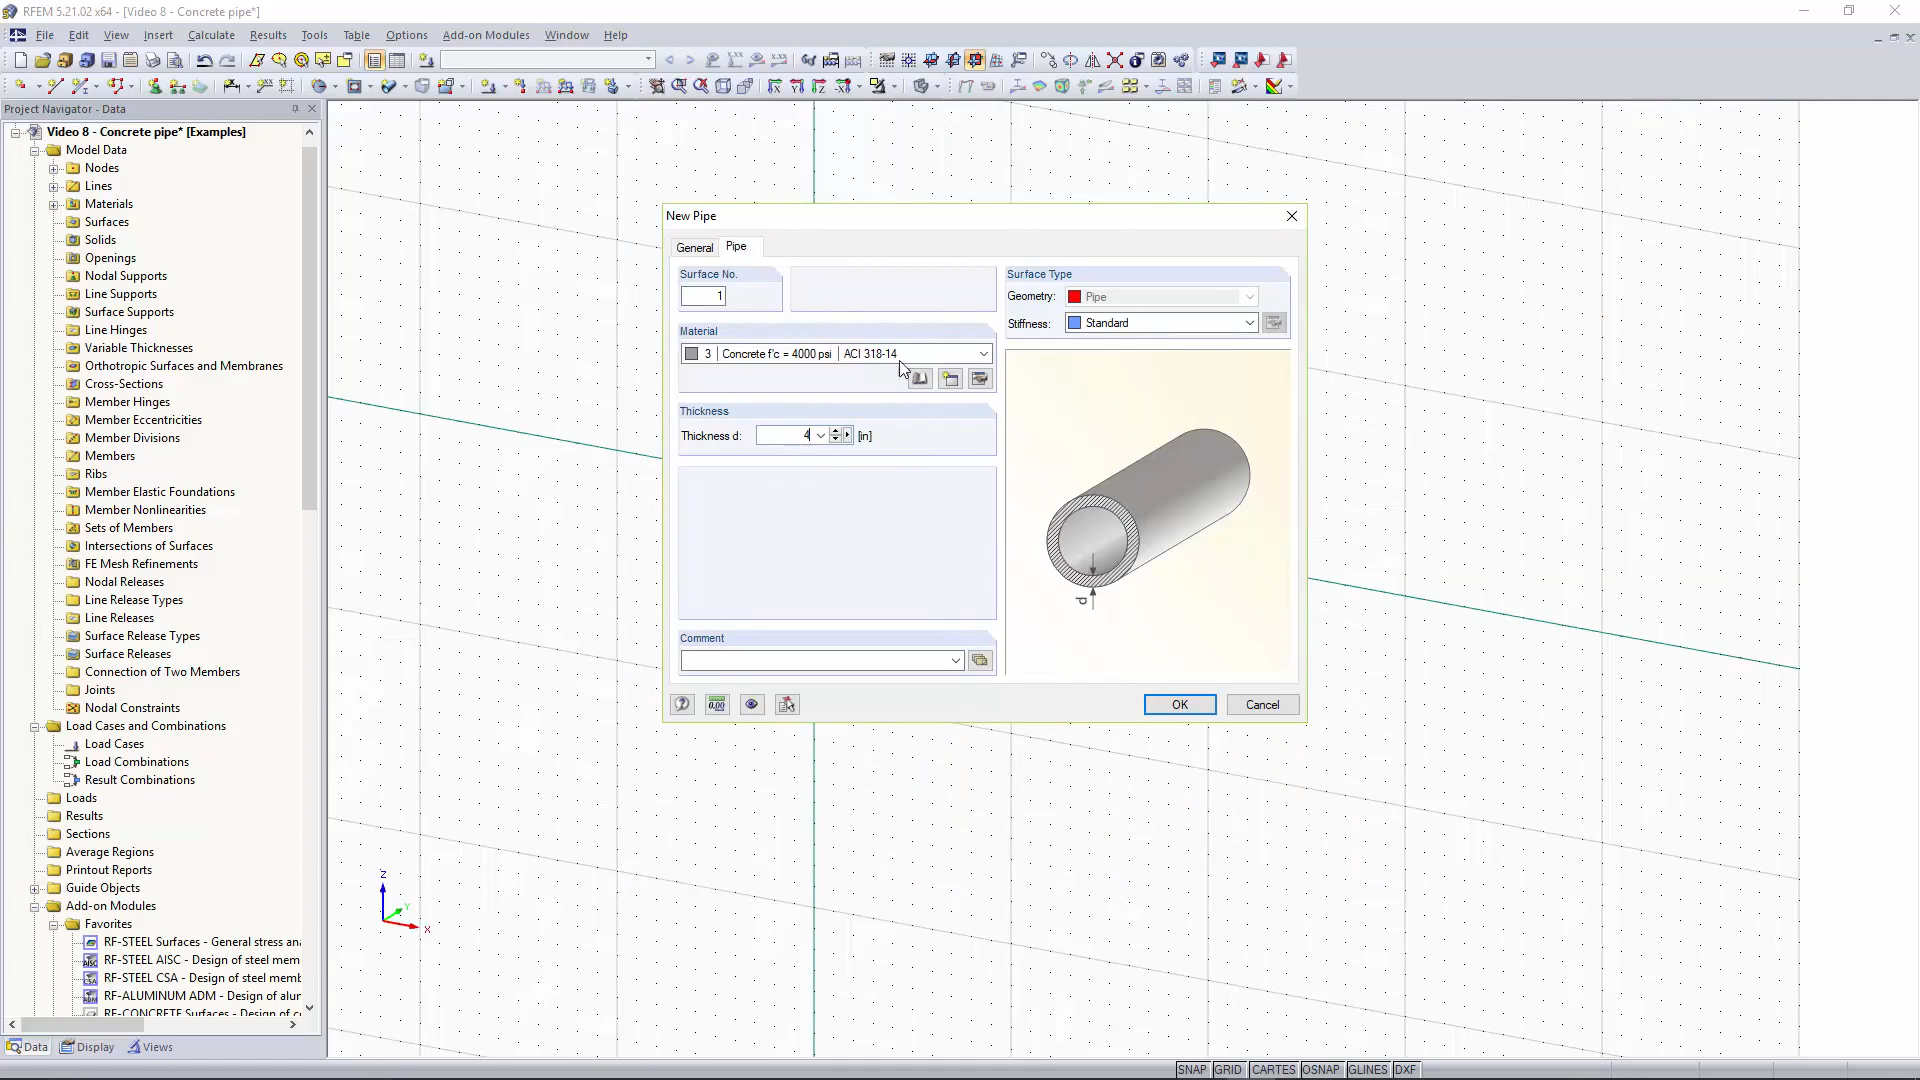 RFEM 5.21.02 x64 - [Video 8 - Concrete pipe*]
File Edit View Insert Calculate Results Tools Table Options Add-on Modules Window Help
Project Navigator - Data
Video 8 - Concrete pipe* [Examples]
Model Data
Nodes
Lines
Materials
Surfaces
Solids
Openings
Nodal Supports
Line Supports
Surface Supports
Line Hinges
Variable Thicknesses
Orthotropic Surfaces and Membranes
Cross-Sections
Member Hinges
Member Eccentricities
Member Divisions
Members
Ribs
Member Elastic Foundations
Member Nonlinearities
Sets of Members
Intersections of Surfaces
FE Mesh Refinements
Nodal Releases
Line Release Types
Line Releases
Surface Release Types
Surface Releases
Connection of Two Members
Joints
Nodal Constraints
Load Cases and Combinations
Load Cases
Load Combinations
Result Combinations
Loads
Results
Sections
Average Regions
Printout Reports
Guide Objects
Add-on Modules
Favorites
RF-STEEL Surfaces - General stress ana
RF-STEEL AISC - Design of steel mem
RF-STEEL CSA - Design of steel memb
RF-ALUMINUM ADM - Design of alur
RF-CONCRETE Surfaces - Design of c
Data Display Views
New Pipe
General Pipe
Surface No.
1
Material
3 Concrete f'c = 4000 psi ACI 318-14
Thickness
Thickness d: 4 [in]
Comment
Surface Type
Geometry: Pipe
Stiffness: Standard
d
OK Cancel
Z
Y
X
SNAP GRID CARTES OSNAP GLINES DXF